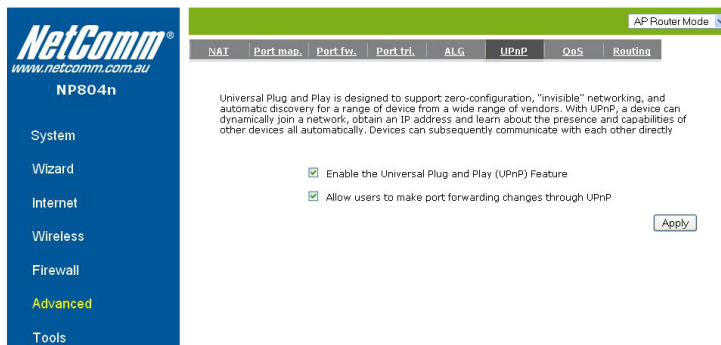 AP Router Mode
NetComm®
www.netcomm.com.au
NP804n
NAT Port map. Port fw. Port tri. ALG UPnP QoS Routing
Universal Plug and Play is designed to support zero-configuration, "invisible" networking, and
automatic discovery for a range of device from a wide range of vendors. With UPnP, a device can
dynamically join a network, obtain an IP address and learn about the presence and capabilities of
other devices all automatically. Devices can subsequently communicate with each other directly
System
Wizard
Internet
Wireless
Firewall
Advanced
Tools
Enable the Universal Plug and Play (UPnP) Feature
Allow users to make port forwarding changes through UPnP
Apply